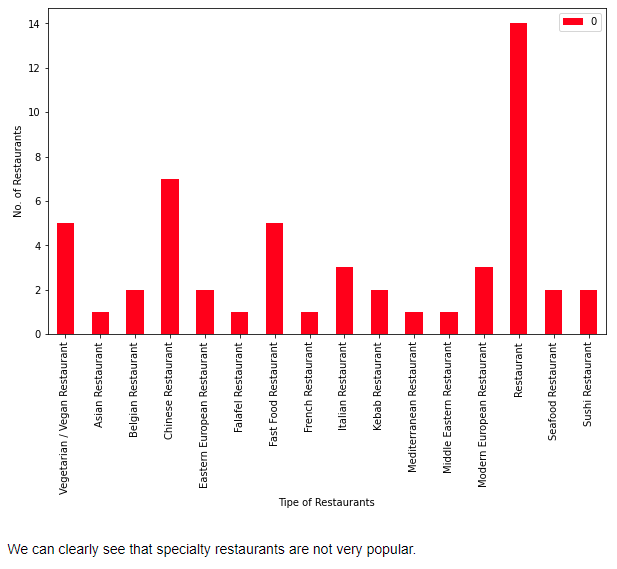 14
12
10
8
6
4
2
0
No. of Restaurants
0
Vegetarian / Vegan Restaurant
Asian Restaurant
Belgian Restaurant
Chinese Restaurant
Eastern European Restaurant
Falafel Restaurant
Fast Food Restaurant
French Restaurant
Italian Restaurant
Kebab Restaurant
Mediterranean Restaurant
Middle Eastern Restaurant
Modern European Restaurant
Restaurant
Seafood Restaurant
Sushi Restaurant
Tipe of Restaurants
We can clearly see that specialty restaurants are not very popular.